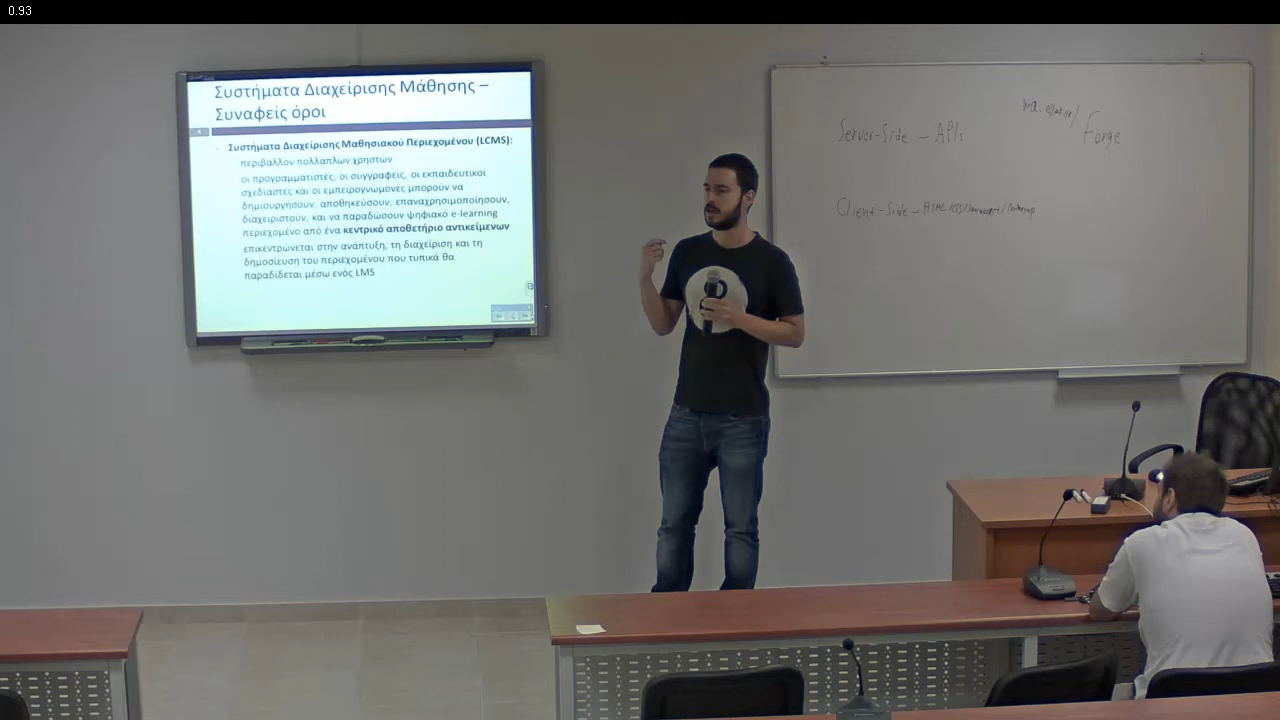 0.93
Συστήματα Διαχείρισης Μάθησης –
Συναφείς όροι
Συστήματα Διαχείρισης Μαθησιακού Περιεχομένου (LCMS):
περιβάλλον πολλαπλών χρηστών
οι προγραμματιστές, οι συγγραφείς, οι εκπαιδευτικοί
σχεδιαστές και οι εμπειρογνώμονες μπορούν να
δημιουργήσουν, αποθηκεύσουν, επαναχρησιμοποιήσουν,
διαχειριστούν, και να παραδώσουν ψηφιακό e-learning
περιεχόμενο από ένα κεντρικό αποθετήριο αντικείμενων
επικεντρώνεται στην ανάπτυξη, τη διαχείριση και τη
δημοσίευση του περιεχομένου που τυπικά θα
παραδίδεται μέσω ενός LMS
Server-Side – APIs
Forge
Client-Side – HTML/CSS/Javascript/